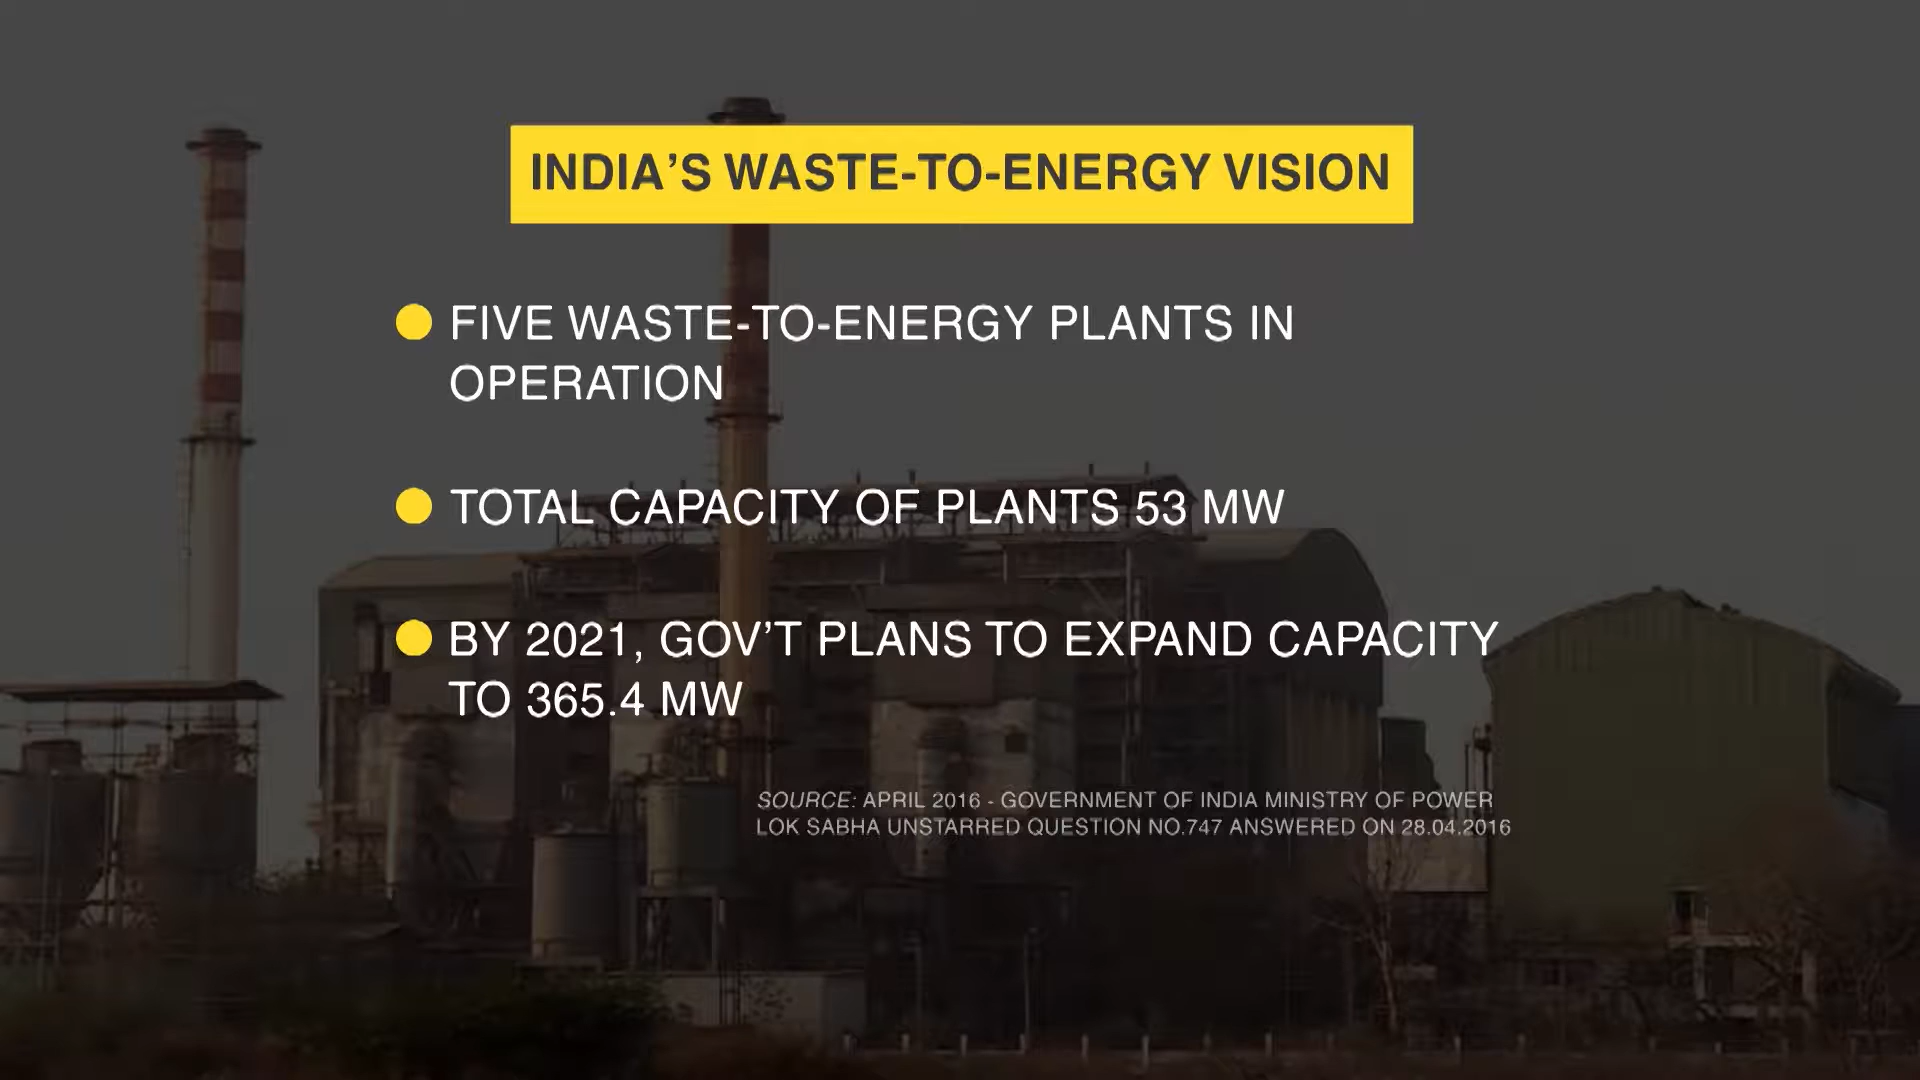 INDIA'S WASTE-TO-ENERGY VISION
FIVE WASTE-TO-ENERGY PLANTS IN
OPERATION
TOTAL CAPACITY OF PLANTS 53 MW
BY 2021, GOV'T PLANS TO EXPAND CAPACITY
TO 365.4 MW
SOURCE: APRIL 2016 - GOVERNMENT OF INDIA MINISTRY OF POWER
LOK SABHA UNSTARRED QUESTION NO.747 ANSWERED ON 28.04.2016